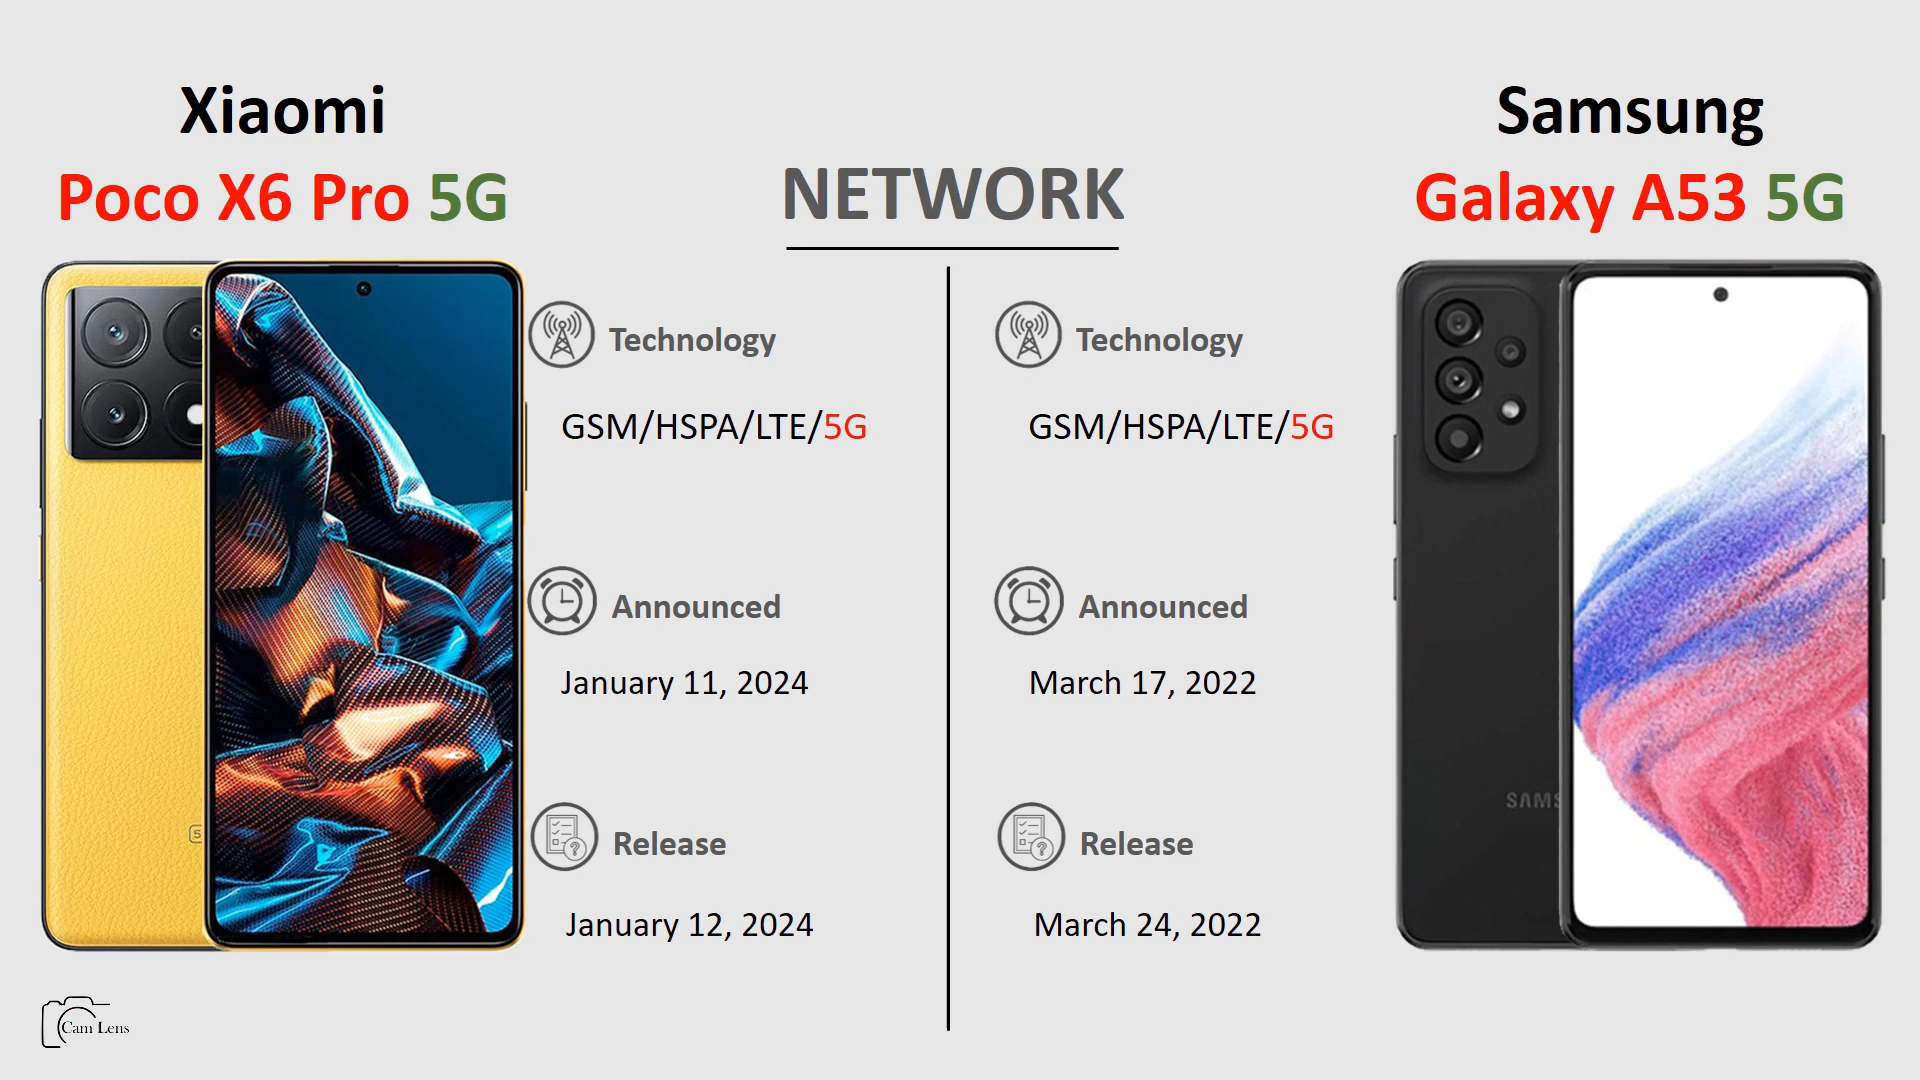 Xiaomi
Poco X6 Pro 5G
NETWORK
Samsung
Galaxy A53 5G
Technology
GSM/HSPA/LTE/5G
Announced
January 11, 2024
Release
January 12, 2024
Technology
GSM/HSPA/LTE/5G
Announced
March 17, 2022
Release
March 24, 2022
SAMS
5
Cam Lens